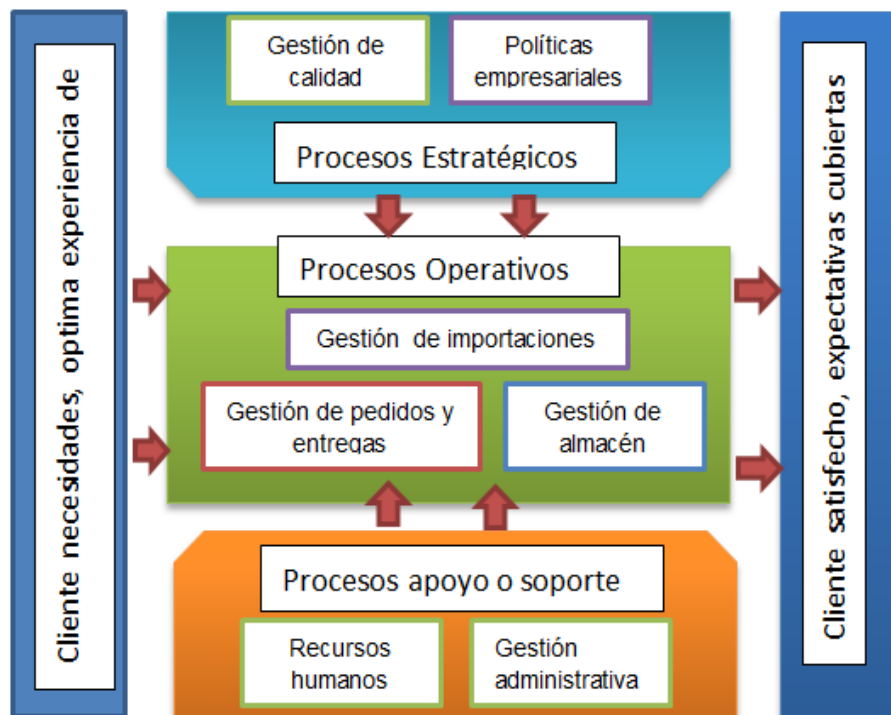 Cliente necesidades, optima experiencia de
Gestión de
calidad
Políticas
empresariales
Procesos Estratégicos
Procesos Operativos
Gestión  de importaciones
Gestión de pedidos y
entregas
Gestión de
almacén
Procesos apoyo o soporte
Recursos
humanos
Gestión
administrativa
Cliente satisfecho, expectativas cubiertas